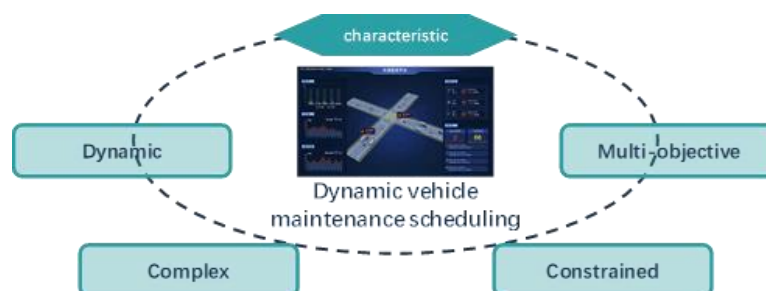 characteristic
Dynamic
Multi-objective
Dynamic vehicle
maintenance scheduling
Complex
Constrained